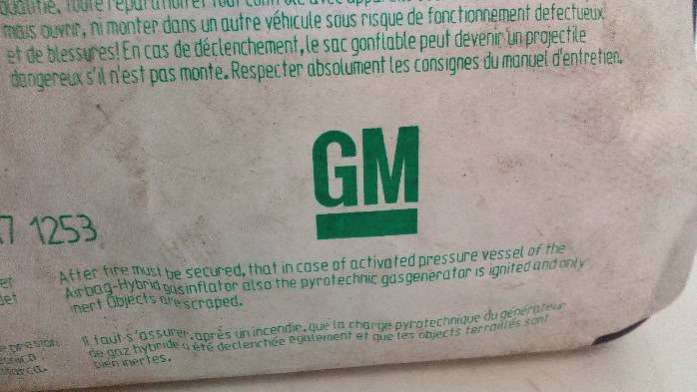 mais ouvrir, ni monter dans un autre véhicule sous risque de fonctionnement defectueux
et de blessures! En cas de déclenchement, le sac gonflable peut devenir un projectile
dangereux s'il n'est pas monte. Respecter absolument les consignes du manuel d'entretien.
GM
7 1253
After fire must be secured, that in case of activated pressure vessel of the
Airbag-Hybrid gasinflator also the pyrotechnic gasgenerator is ignited and only
inert Objects are scraped.
Il faut s'assurer, après un incendie, que la charge pyrotechnique du générateur
de gaz hybride a été declenchée egalement et que les objects terraillés sont
bien inertes.